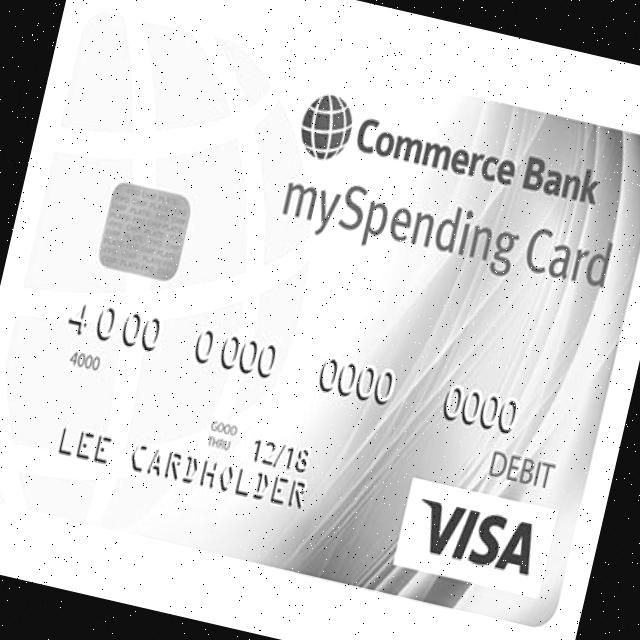 Commerce Bank
mySpending Card
4000 0000 0000 0000
4000
GOOD THRU 12/18
DEBIT
LEE CARDHOLDER
VISA